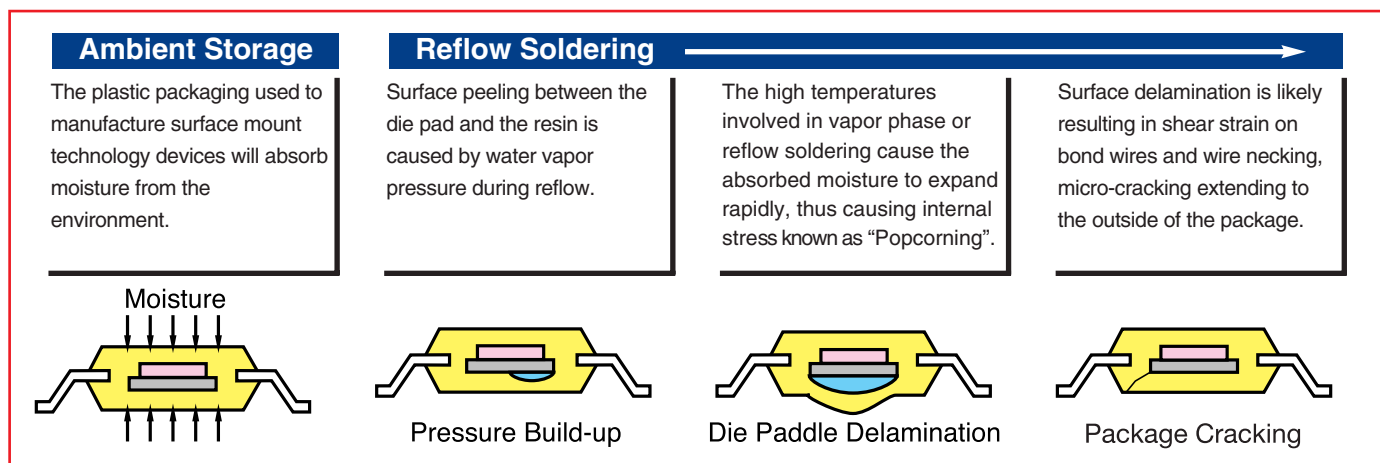 Ambient Storage
The plastic packaging used to
manufacture surface mount
technology devices will absorb
moisture from the
environment.
Moisture
Reflow Soldering
Surface peeling between the
die pad and the resin is
caused by water vapor
pressure during reflow.
Pressure Build-up
The high temperatures
involved in vapor phase or
reflow soldering cause the
absorbed moisture to expand
rapidly, thus causing internal
stress known as “Popcorning”.
Die Paddle Delamination
Surface delamination is likely
resulting in shear strain on
bond wires and wire necking,
micro-cracking extending to
the outside of the package.
Package Cracking